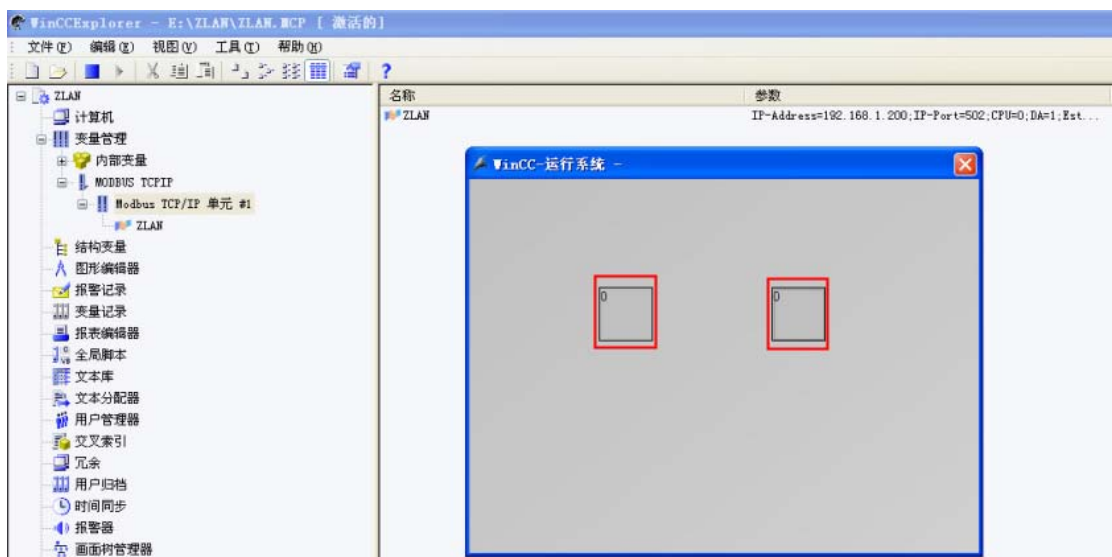 WinCCExplorer - E:\ZLAN\ZLAN.MCP [ 激活的]
文件(F) 编辑(E) 视图(V) 工具(T) 帮助(H)
ZLAN
计算机
变量管理
内部变量
MODBUS TCPIP
Modbus TCP/IP 单元 #1
ZLAN
结构变量
图形编辑器
报警记录
变量记录
报表编辑器
全局脚本
文本库
文本分配器
用户管理器
交叉索引
冗余
用户归档
时间同步
报警器
画面树管理器
名称 参数
ZLAN IP-Address=192.168.1.200;IP-Port=502;CPU=0;DA=1;Est...
WinCC-运行系统 -
0 0